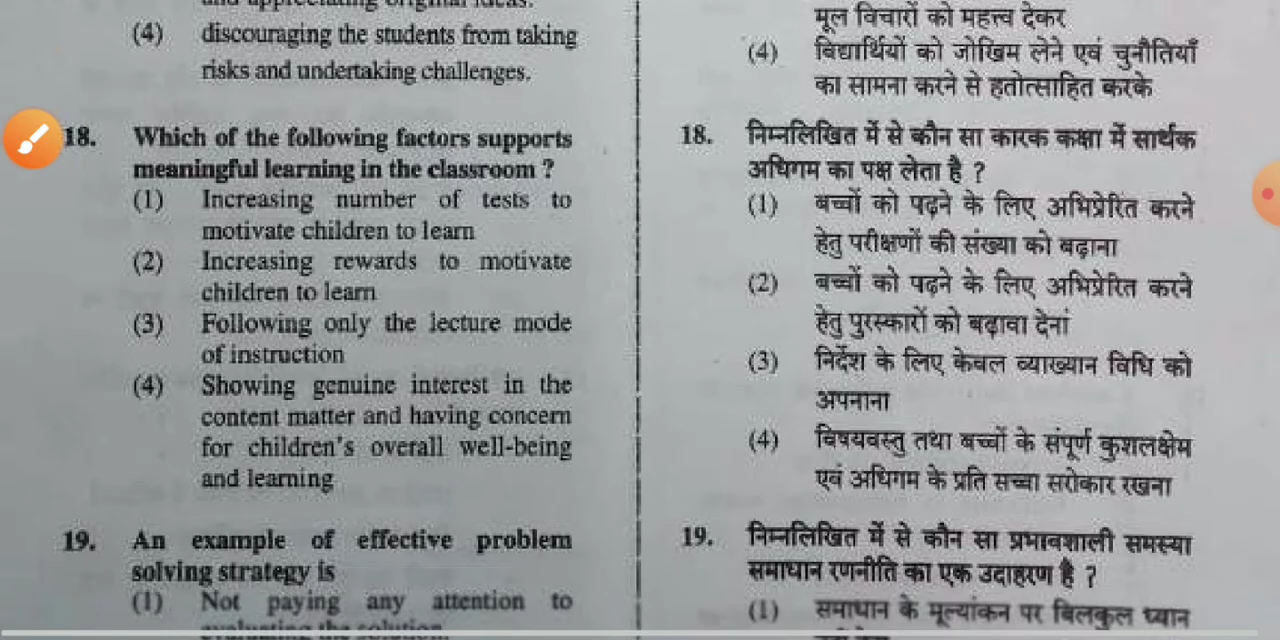 (4) discouraging the students from taking
risks and undertaking challenges.
18. Which of the following factors supports
meaningful learning in the classroom ?
(1) Increasing number of tests to
motivate children to learn
(2) Increasing rewards to motivate
children to learn
(3) Following only the lecture mode
of instruction
(4) Showing genuine interest in the
content matter and having concern
for children's overall well-being
and learning
19. An example of effective problem
solving strategy is
(1) Not paying any attention to
evaluating the solution.
मूल विचारों को महत्त्व देकर
(4) विद्यार्थियों को जोखिम लेने एवं चुनौतियाँ
का सामना करने से हतोत्साहित करके
18. निम्नलिखित में से कौन सा कारक कक्षा में सार्थक
अधिगम का पक्ष लेता है ?
(1) बच्चों को पढ़ने के लिए अभिप्रेरित करने
हेतु परीक्षणों की संख्या को बढ़ाना
(2) बच्चों को पढ़ने के लिए अभिप्रेरित करने
हेतु पुरस्कारों को बढ़ावा देना
(3) निर्देश के लिए केवल व्याख्यान विधि को
अपनाना
(4) विषयवस्तु तथा बच्चों के संपूर्ण कुशलक्षेम
एवं अधिगम के प्रति सच्चा सरोकार रखना
19. निम्नलिखित में से कौन सा प्रभावशाली समस्या
समाधान रणनीति का एक उदाहरण है ?
(1) समाधान के मूल्यांकन पर बिलकुल ध्यान